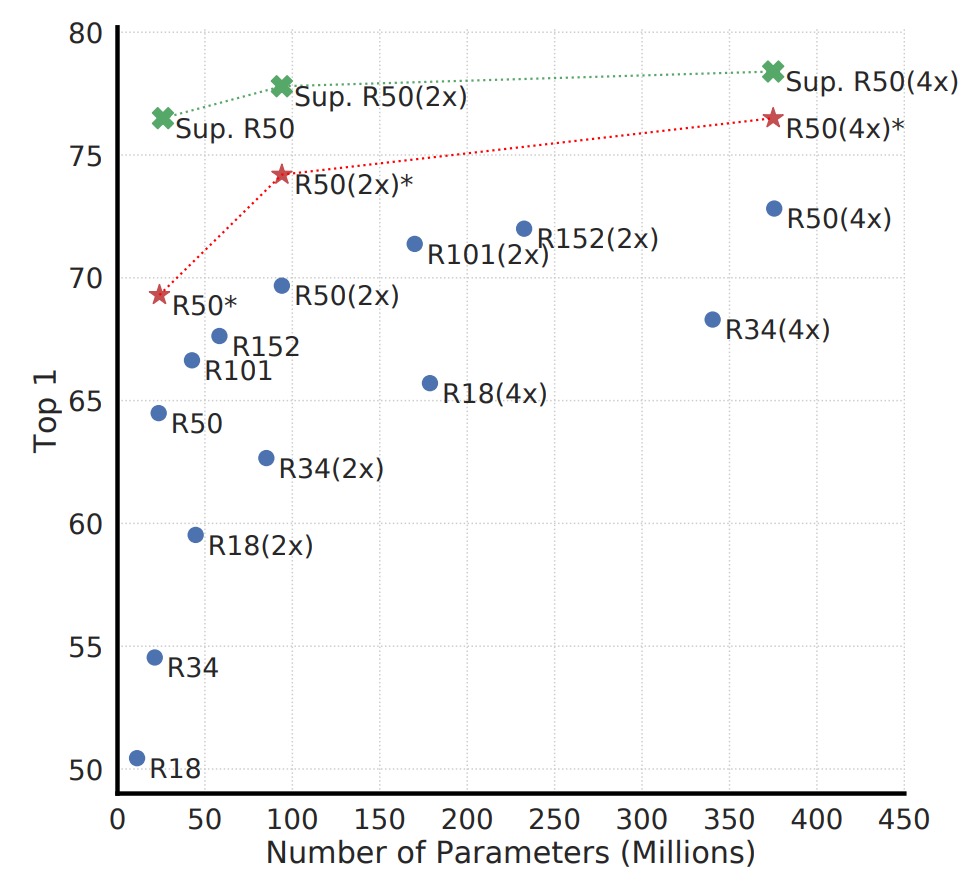 80
Sup. R50(4x)
Sup. R50(2x)
Sup. R50
R50(4x)*
75
R50(2x)*
R50(4x)
R152(2x)
R101(2x)
70
R50(2x)
R50*
R34(4x)
R152
R101
65
R18(4x)
R50
Top 1
R34(2x)
60
R18(2x)
55
R34
50
R18
0 50 100 150 200 250 300 350 400 450
Number of Parameters (Millions)